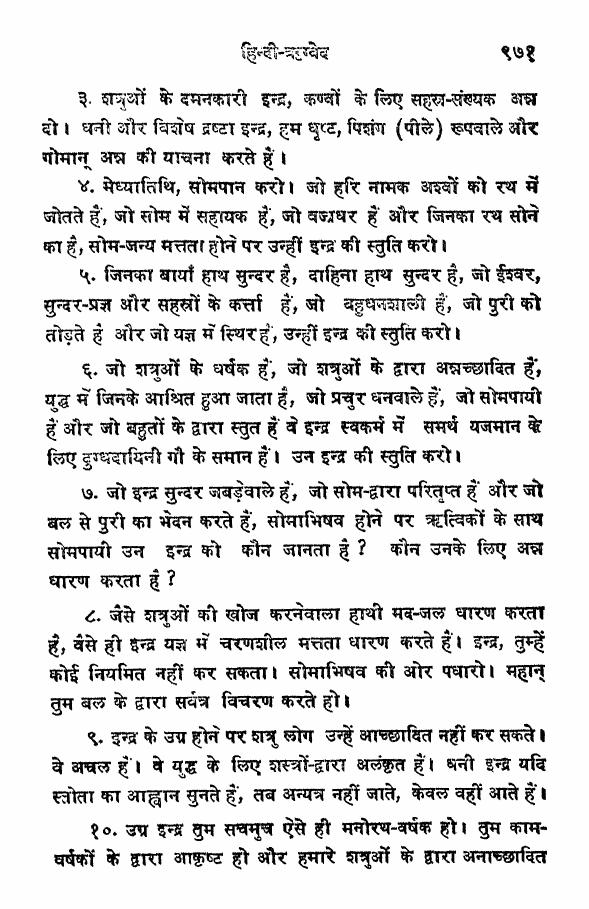 हिन्दी-ऋग्वेद ९७१
३. शत्रुओं के दमनकारी इन्द्र, कण्वों के लिए सहस्र-संख्यक अन्न
दो। धनी और विशेष द्रष्टा इन्द्र, हम धृष्ट, पिशंग (पीले) रूपवाले और
गोमान् अन्न की याचना करते हैं।
४. मेध्यातिथि, सोमपान करो। जो हरि नामक अश्वों को रथ में
जोतते हैं, जो सोम में सहायक हैं, जो वज्रधर हैं और जिनका रथ सोने
का है, सोम-जन्य मत्तता होने पर उन्हीं इन्द्र की स्तुति करो।
५. जिनका बायाँ हाथ सुन्दर है, दाहिना हाथ सुन्दर है, जो ईश्वर,
सुन्दर-प्रज्ञ और सहस्रों के कर्त्ता हैं, जो बहुधनशाली हैं, जो पुरी को
तोड़ते हैं और जो यज्ञ में स्थिर हैं, उन्हीं इन्द्र की स्तुति करो।
६. जो शत्रुओं के धर्षक हैं, जो शत्रुओं के द्वारा अन्नच्छादित हैं,
युद्ध में जिनके आश्रित हुआ जाता है, जो प्रचुर धनवाले हैं, जो सोमपायी
हैं और जो बहुतों के द्वारा स्तुत हैं वे इन्द्र स्वकर्म में समर्थ यजमान के
लिए दुग्धदायिनी गौ के समान हैं। उन इन्द्र की स्तुति करो।
७. जो इन्द्र सुन्दर जबड़ेवाले हैं, जो सोम-द्वारा परितृप्त हैं और जो
बल से पुरी का भेदन करते हैं, सोमाभिषव होने पर ऋत्विकों के साथ
सोमपायी उन इन्द्र को कौन जानता है? कौन उनके लिए अन्न
धारण करता है?
८. जैसे शत्रुओं की खोज करनेवाला हाथी मद-जल धारण करता
है, वैसे ही इन्द्र यज्ञ में चरणशील मत्तता धारण करते हैं। इन्द्र, तुम्हें
कोई नियमित नहीं कर सकता। सोमाभिषव की ओर पधारो। महान्
तुम बल के द्वारा सर्वत्र विचरण करते हो।
९. इन्द्र के उग्र होने पर शत्रु लोग उन्हें आच्छादित नहीं कर सकते।
वे अचल हैं। वे युद्ध के लिए शस्त्रों-द्वारा अलंकृत हैं। धनी इन्द्र यदि
स्तोता का आह्वान सुनते हैं, तब अन्यत्र नहीं जाते, केवल वहीं आते हैं।
१०. उग्र इन्द्र तुम सचमुच ऐसे ही मनोरथ-वर्षक हो। तुम काम-
वर्षकों के द्वारा आकृष्ट हो और हमारे शत्रुओं के द्वारा अनाच्छादित